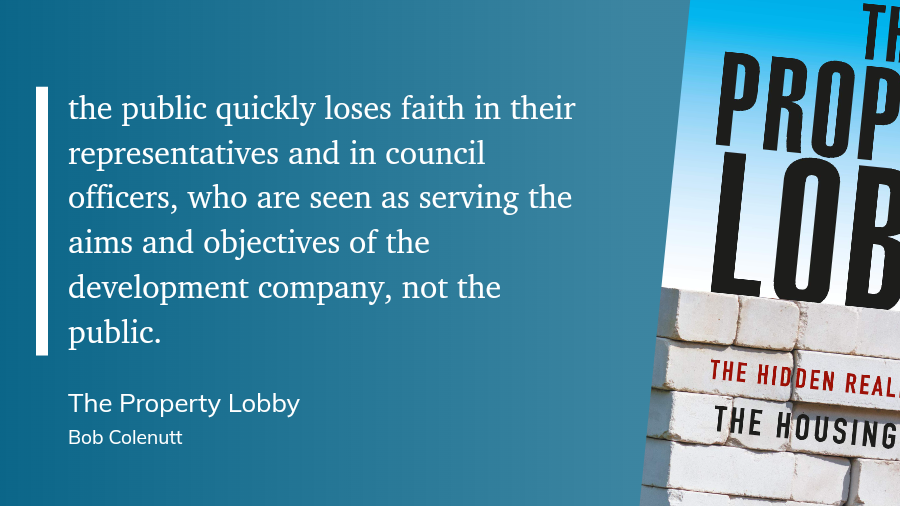 the public quickly loses faith in their
representatives and in council
officers, who are seen as serving the
aims and objectives of the
development company, not the
public.
The Property Lobby
Bob Colenutt
TH
PROP
LOB
THE HIDDEN REAL
THE HOUSING